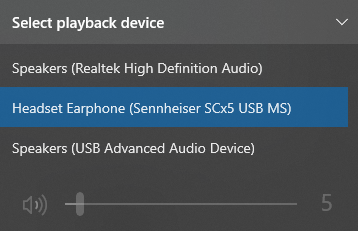 Select playback device
Speakers (Realtek High Definition Audio)
Headset Earphone (Sennheiser SCx5 USB MS)
Speakers (USB Advanced Audio Device)
5